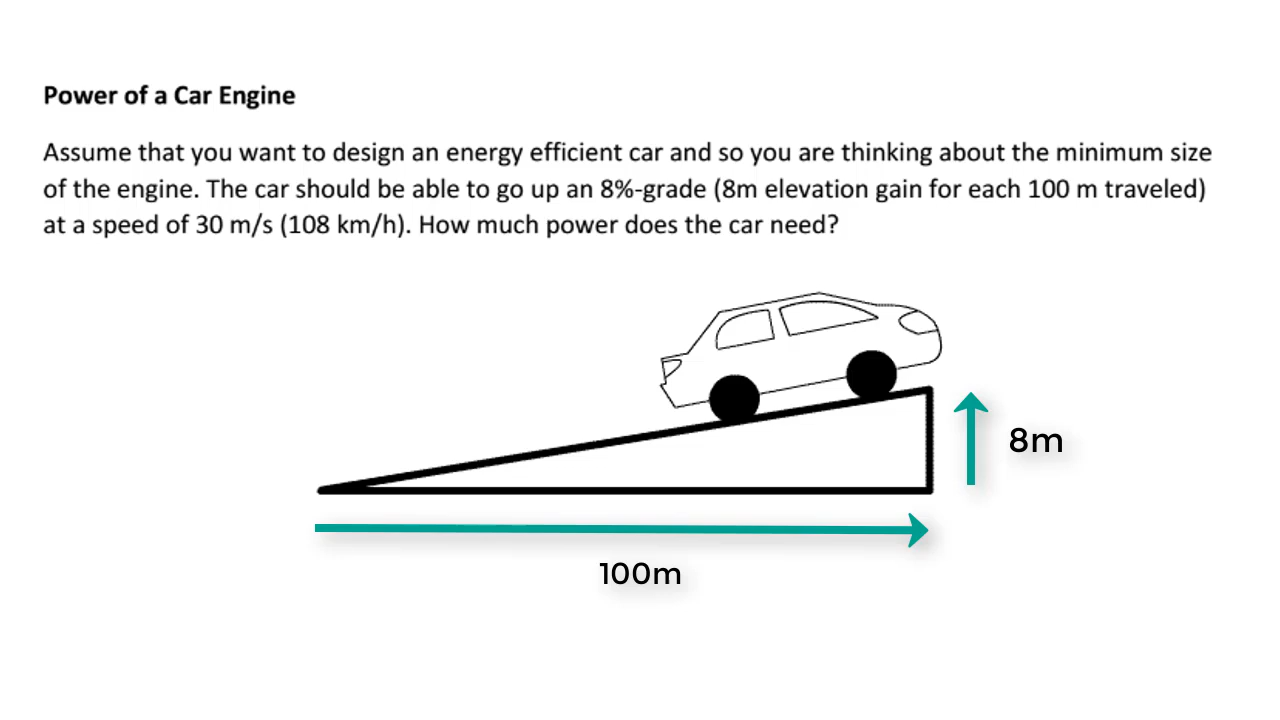 Power of a Car Engine
Assume that you want to design an energy efficient car and so you are thinking about the minimum size
of the engine. The car should be able to go up an 8%-grade (8m elevation gain for each 100 m traveled)
at a speed of 30 m/s (108 km/h). How much power does the car need?
8m
100m